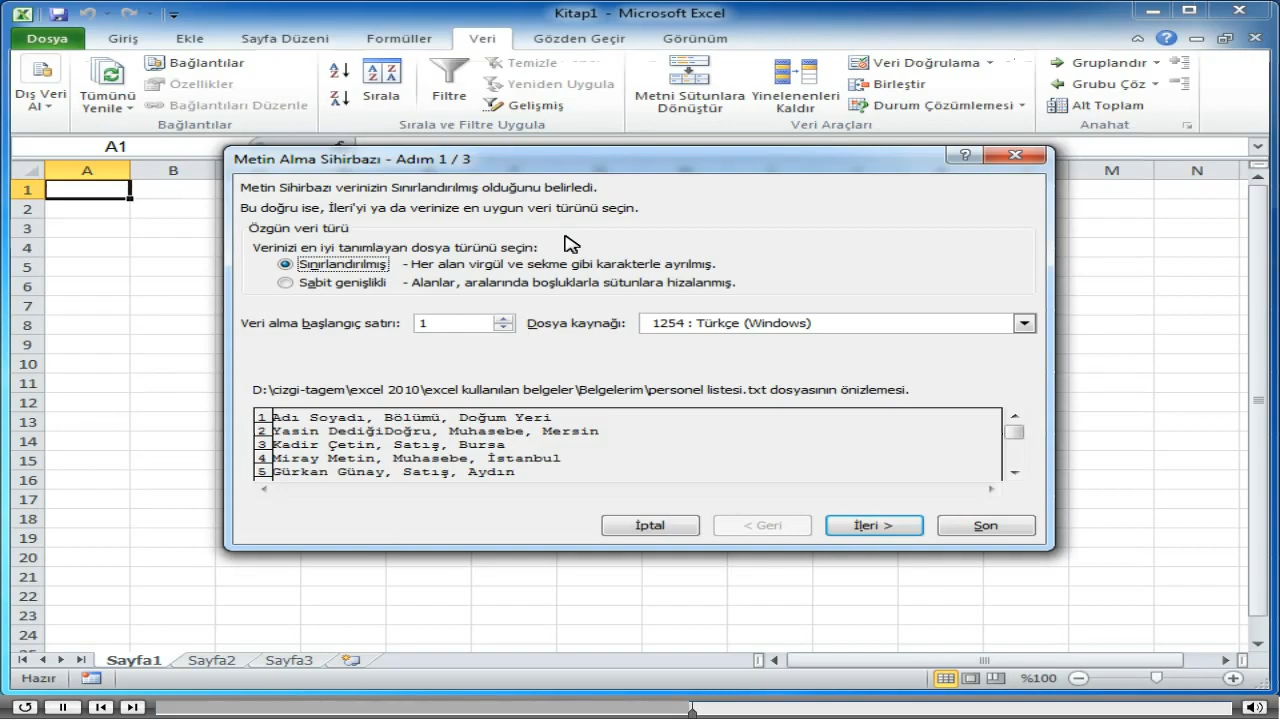 Kitap1 - Microsoft Excel
Dosya Giriş Ekle Sayfa Düzeni Formüller Veri Gözden Geçir Görünüm
Dış Veri Al
Tümünü Yenile
Bağlantılar
Özellikler
Bağlantıları Düzenle
Bağlantılar
Sırala
Filtre
Temizle
Yeniden Uygula
Gelişmiş
Sırala ve Filtre Uygula
Metni Sütunlara Dönüştür
Yinelenenleri Kaldır
Veri Doğrulama
Birleştir
Durum Çözümlemesi
Veri Araçları
Gruplandır
Grubu Çöz
Alt Toplam
Anahat
A1
A B M N
1
2
3
4
5
6
7
8
9
10
11
12
13
14
15
16
17
18
19
20
21
22
23
24
Metin Alma Sihirbazı - Adım 1 / 3
Metin Sihirbazı verinizin Sınırlandırılmış olduğunu belirledi.
Bu doğru ise, İleri'yi ya da verinize en uygun veri türünü seçin.
Özgün veri türü
Verinizi en iyi tanımlayan dosya türünü seçin:
Sınırlandırılmış - Her alan virgül ve sekme gibi karakterle ayrılmış.
Sabit genişlikli - Alanlar, aralarında boşluklarla sütunlara hizalanmış.
Veri alma başlangıç satırı: 1 Dosya kaynağı: 1254 : Türkçe (Windows)
D:\cizgi-tagem\excel 2010\excel kullanılan belgeler\Belgelerim\personel listesi.txt dosyasının önizlemesi.
1 Adı Soyadı, Bölümü, Doğum Yeri
2 Yasin DediğiDoğru, Muhasebe, Mersin
3 Kadir Çetin, Satış, Bursa
4 Miray Metin, Muhasebe, İstanbul
5 Gürkan Günay, Satış, Aydın
İptal < Geri İleri > Son
Sayfa1 Sayfa2 Sayfa3
Hazır %100